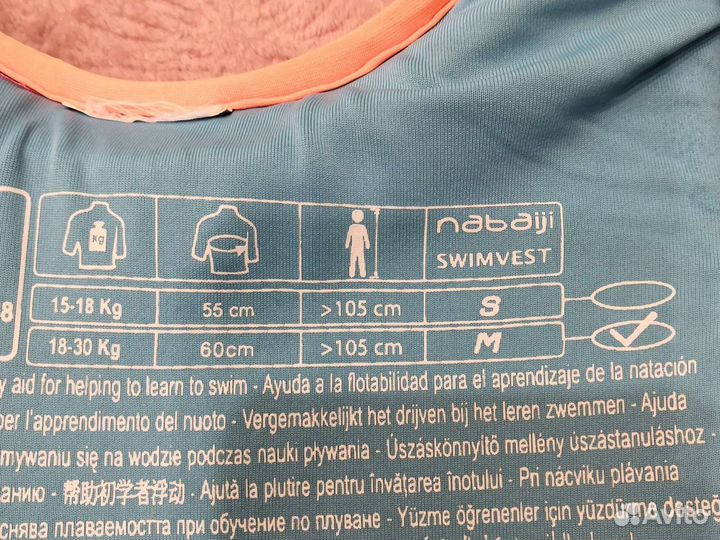 Kg
nabaiji
SWIMVEST
15-18 Kg 55 cm >105 cm S
18-30 Kg 60cm >105 cm M
8
aid for helping to learn to swim - Ayuda a la flotabilidad para el aprendizaje de la natación
per l'apprendimento del nuoto - Vergemakkelijkt het drijven bij het leren zwemmen - Ajuda
mywaniu się na wodzie podczas nauki pływania - Úszáskönnyítő mellény úszástanuláshoz -
анию - 帮助初学者浮动 - Ajută la plutire pentru învățarea înotului - Pri nácviku plávania
снява плаваемостта при обучение по плуване - Yüzme öğrenenler için yüzdürme desteğ
Avito